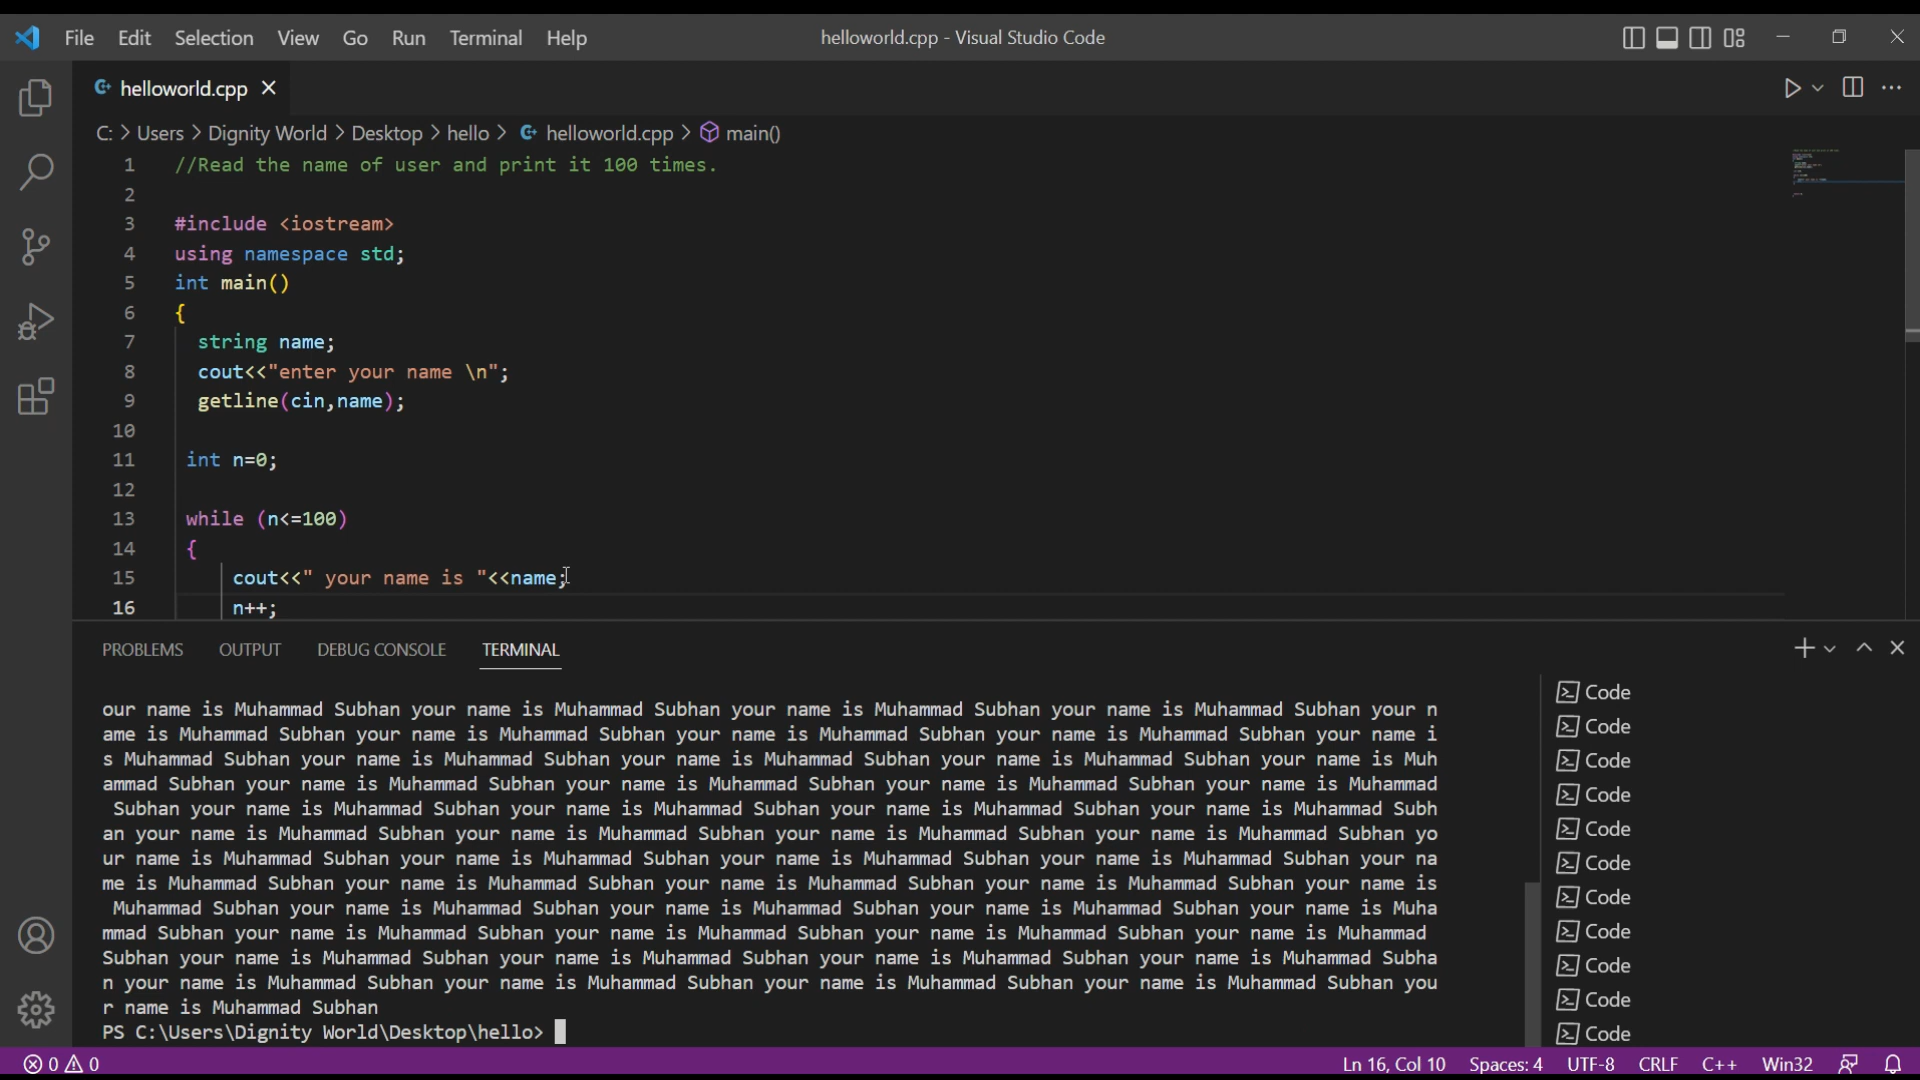 File Edit Selection View Go Run Terminal Help helloworld.cpp - Visual Studio Code
helloworld.cpp
C: > Users > Dignity World > Desktop > hello > helloworld.cpp > main()
1 //Read the name of user and print it 100 times.
2
3 #include <iostream>
4 using namespace std;
5 int main()
6 {
7 string name;
8 cout<<"enter your name \n";
9 getline(cin,name);
10
11 int n=0;
12
13 while (n<=100)
14 {
15 cout<<" your name is "<<name;
16 n++;
PROBLEMS OUTPUT DEBUG CONSOLE TERMINAL
our name is Muhammad Subhan your name is Muhammad Subhan your name is Muhammad Subhan your name is Muhammad Subhan your n
ame is Muhammad Subhan your name is Muhammad Subhan your name is Muhammad Subhan your name is Muhammad Subhan your name i
s Muhammad Subhan your name is Muhammad Subhan your name is Muhammad Subhan your name is Muhammad Subhan your name is Muh
ammad Subhan your name is Muhammad Subhan your name is Muhammad Subhan your name is Muhammad Subhan your name is Muhammad
Subhan your name is Muhammad Subhan your name is Muhammad Subhan your name is Muhammad Subhan your name is Muhammad Subh
an your name is Muhammad Subhan your name is Muhammad Subhan your name is Muhammad Subhan your name is Muhammad Subhan yo
ur name is Muhammad Subhan your name is Muhammad Subhan your name is Muhammad Subhan your name is Muhammad Subhan your na
me is Muhammad Subhan your name is Muhammad Subhan your name is Muhammad Subhan your name is Muhammad Subhan your name is
Muhammad Subhan your name is Muhammad Subhan your name is Muhammad Subhan your name is Muhammad Subhan your name is Muha
mmad Subhan your name is Muhammad Subhan your name is Muhammad Subhan your name is Muhammad Subhan your name is Muhammad
Subhan your name is Muhammad Subhan your name is Muhammad Subhan your name is Muhammad Subhan your name is Muhammad Subha
n your name is Muhammad Subhan your name is Muhammad Subhan your name is Muhammad Subhan your name is Muhammad Subhan you
r name is Muhammad Subhan
PS C:\Users\Dignity World\Desktop\hello>
Code
Code
Code
Code
Code
Code
Code
Code
Code
Code
Code
0 0 Ln 16, Col 10 Spaces: 4 UTF-8 CRLF C++ Win32